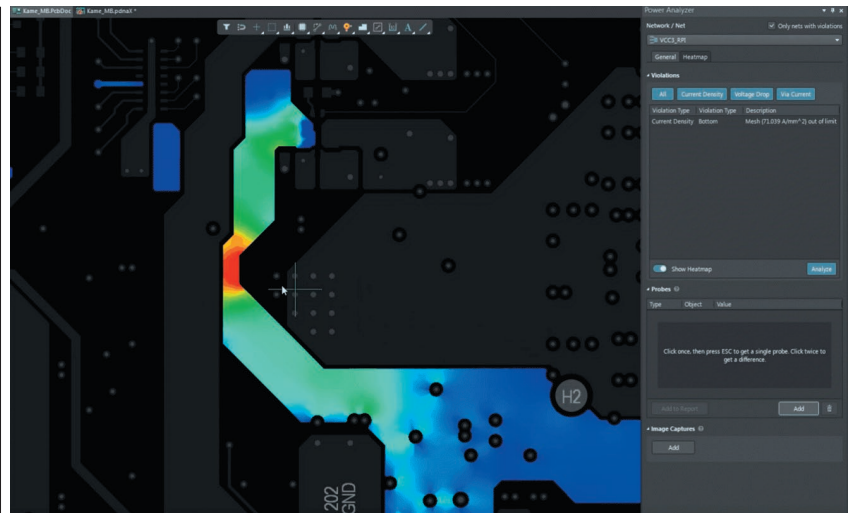 Kame_MB.PcbDoc
Kame_MB.pdnaX *
Power Analyzer
Network / Net
Only nets with violations
VCC3_RPI
General
Heatmap
Violations
All
Current Density
Voltage Drop
Via Current
Violation Type Violation Type Description
Current Density Bottom Mesh (71.039 A/mm^2) out of limit
Show Heatmap
Analyze
Probes
Type Object Value
Click once, then press ESC to get a single probe. Click twice to
get a difference.
Add to Report
Add
Image Captures
Add
H2
202
GND